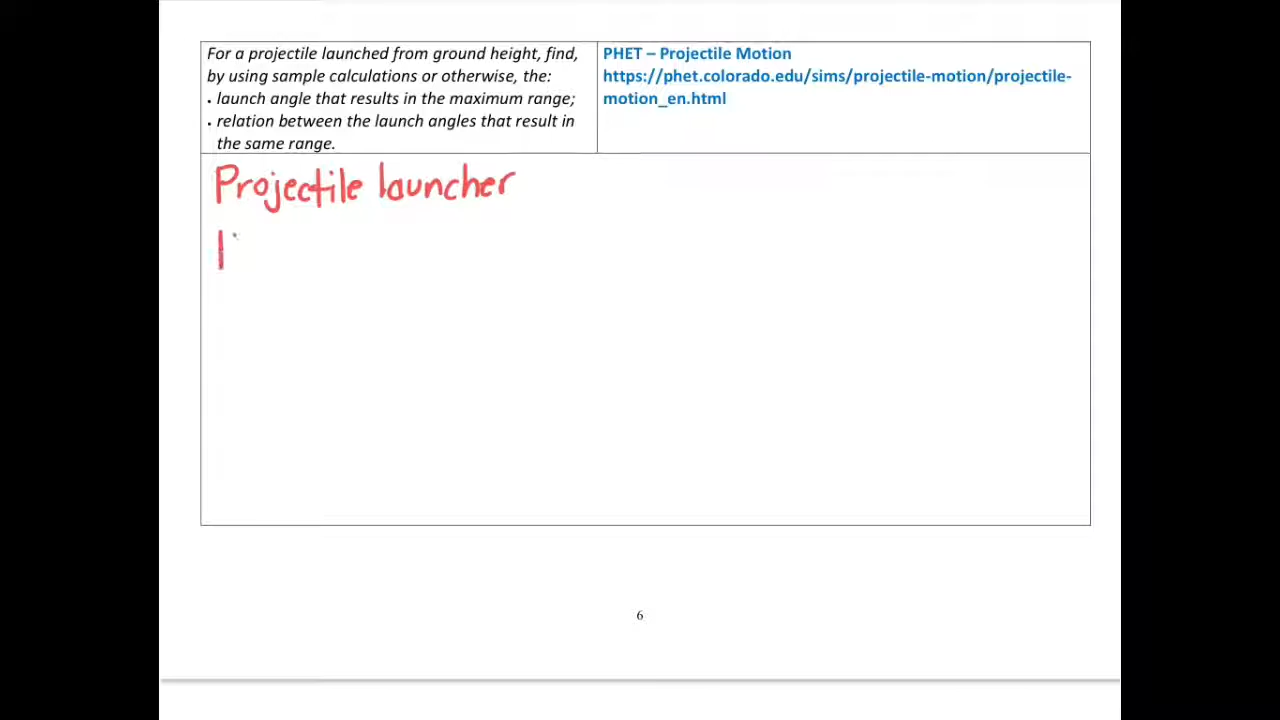 For a projectile launched from ground height, find,
by using sample calculations or otherwise, the:
• launch angle that results in the maximum range;
• relation between the launch angles that result in
the same range.
PHET – Projectile Motion
https://phet.colorado.edu/sims/projectile-motion/projectile-
motion_en.html
Projectile launcher
6